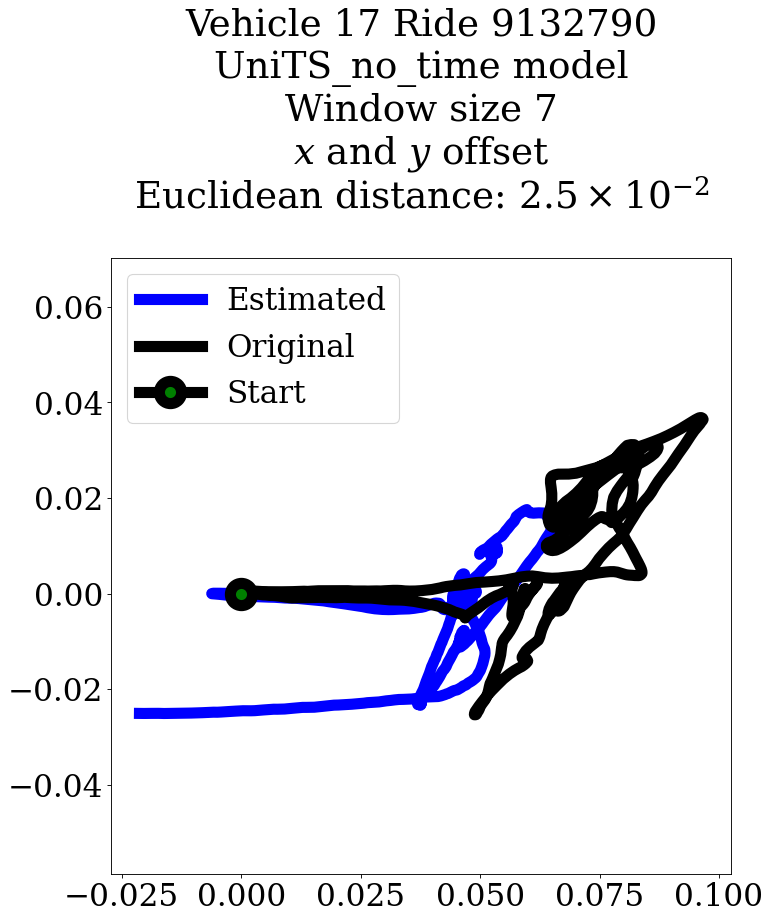 Vehicle 17 Ride 9132790
UniTS_no_time model
Window size 7
x and y offset
Euclidean distance: 2.5 × 10⁻²
Estimated
Original
Start
0.06
0.04
0.02
0.00
−0.02
−0.04
−0.025 0.000 0.025 0.050 0.075 0.100